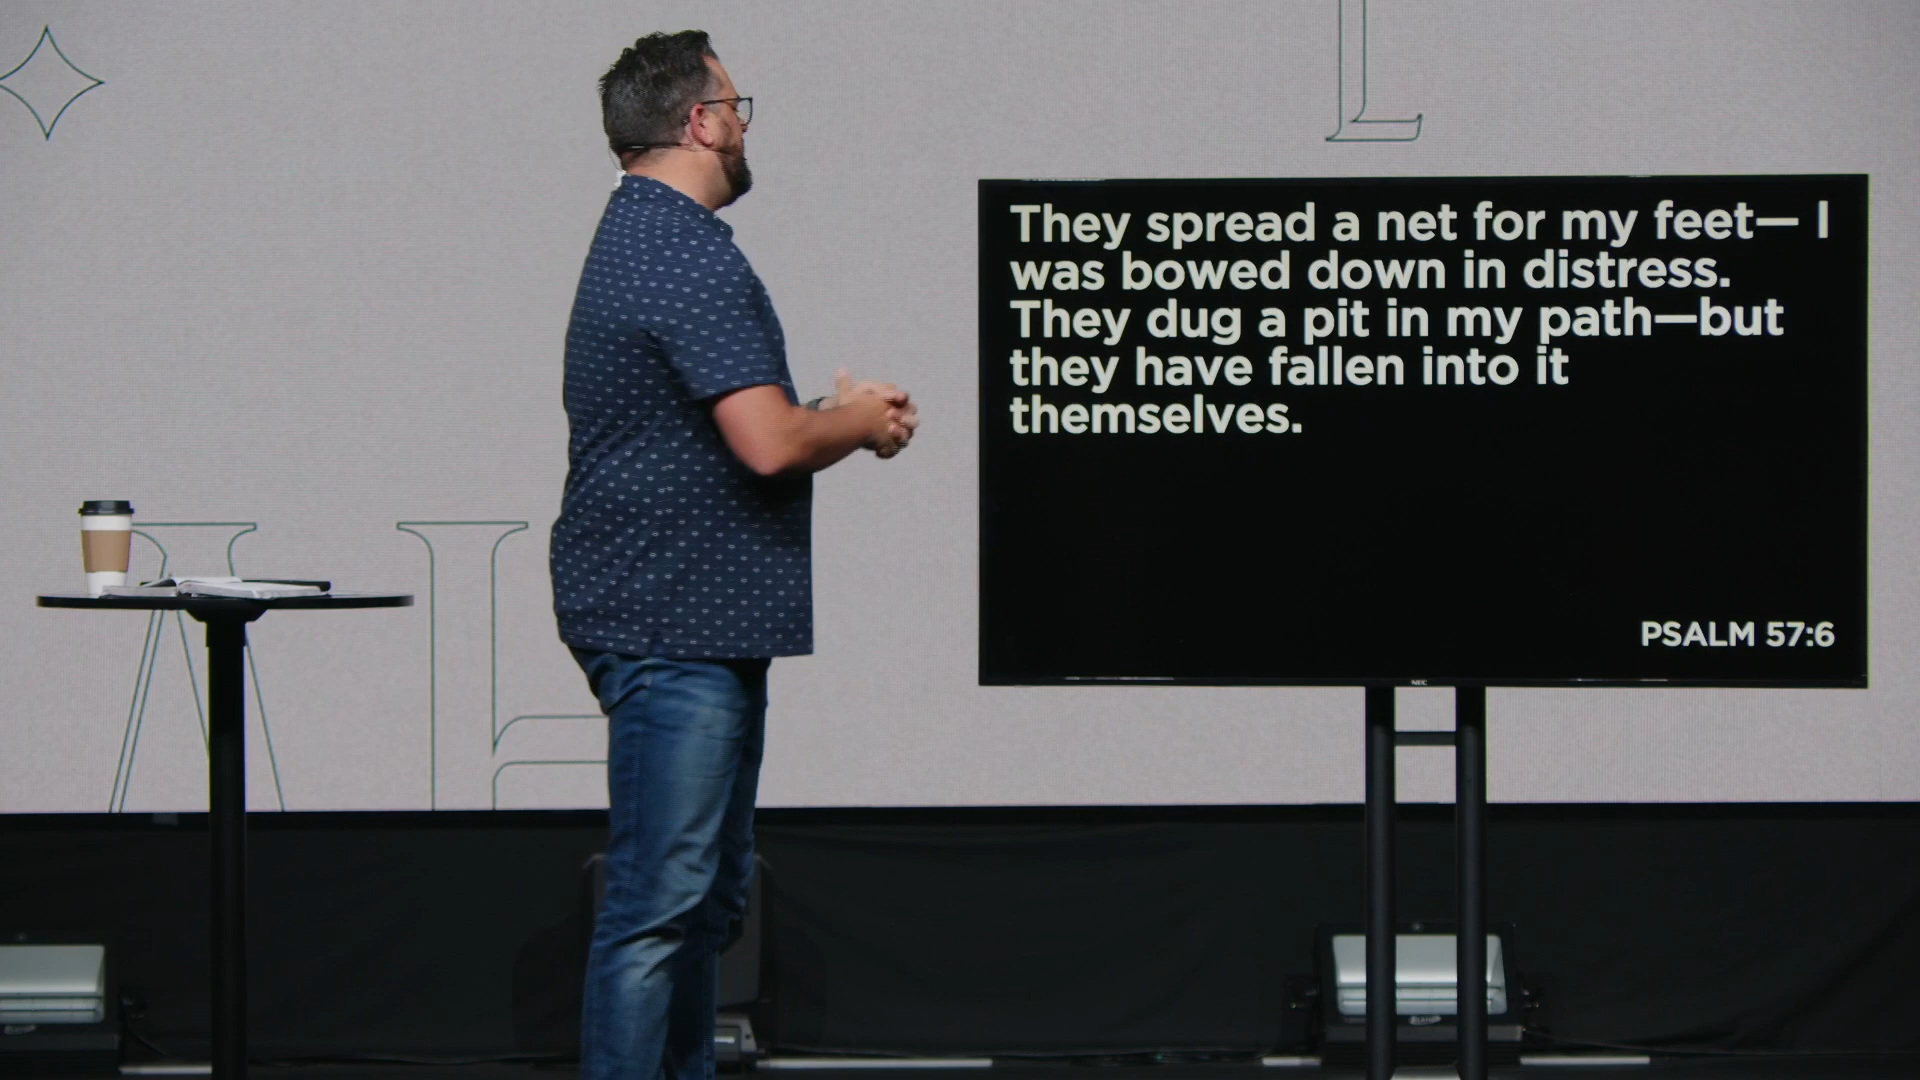 L
They spread a net for my feet— I
was bowed down in distress.
They dug a pit in my path—but
they have fallen into it
themselves.
PSALM 57:6
NEC